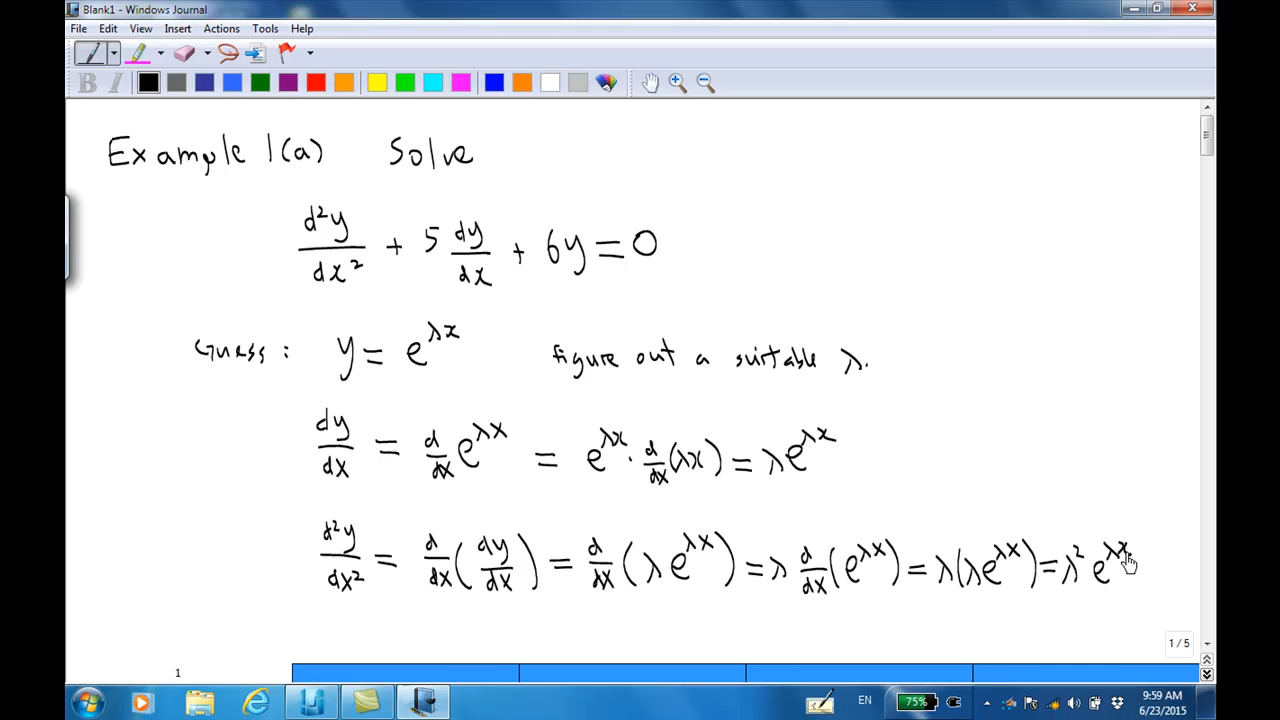 Blank1 - Windows Journal
File Edit View Insert Actions Tools Help
B I
Example 1(a) Solve
d²y/dx² + 5 dy/dx + 6y = 0
Guess: y = e^{λx} figure out a suitable λ.
dy/dx = d/dx e^{λx} = e^{λx} · d/dx (λx) = λe^{λx}
d²y/dx² = d/dx (dy/dx) = d/dx (λe^{λx}) = λ d/dx (e^{λx}) = λ(λe^{λx}) = λ² e^{λx}
1 / 5
1
EN 75% 9:59 AM
6/23/2015